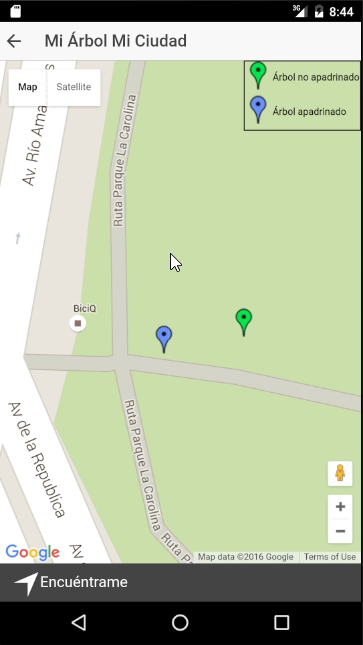 3G 8:44
Mi Árbol Mi Ciudad
Map Satellite
Árbol no apadrinado
Árbol apadrinado
Av. Río Ama
S
Ruta Parque La Carolina
BiciQ
Av de la Republica
Ruta Parque La Carolina
Ruta P
Av
Google
Map data ©2016 Google Terms of Use
Encuéntrame